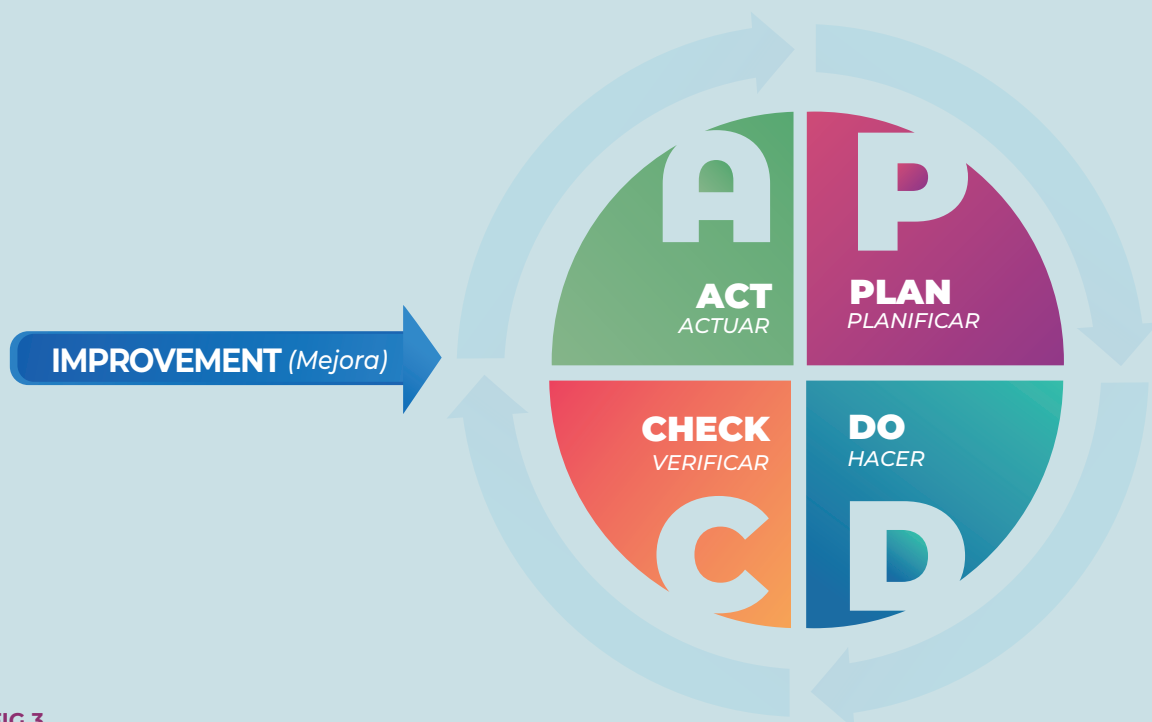 A
P
ACT
ACTUAR
PLAN
PLANIFICAR
IMPROVEMENT (Mejora)
CHECK
VERIFICAR
DO
HACER
C
D
FIG 3